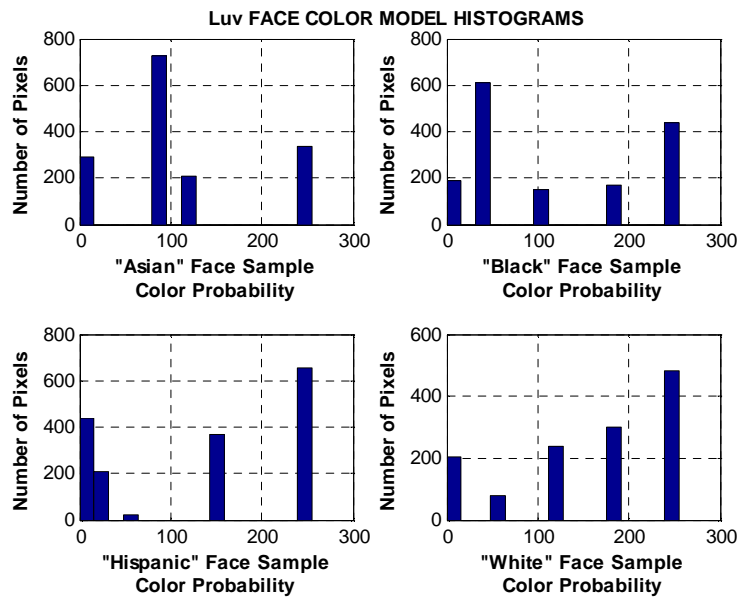 Luv FACE COLOR MODEL HISTOGRAMS
800
600
400
200
0
Number of Pixels
0 100 200 300
"Asian" Face Sample
Color Probability
800
600
400
200
0
Number of Pixels
0 100 200 300
"Black" Face Sample
Color Probability
800
600
400
200
0
Number of Pixels
0 100 200 300
"Hispanic" Face Sample
Color Probability
600
400
200
0
Number of Pixels
0 100 200 300
"White" Face Sample
Color Probability